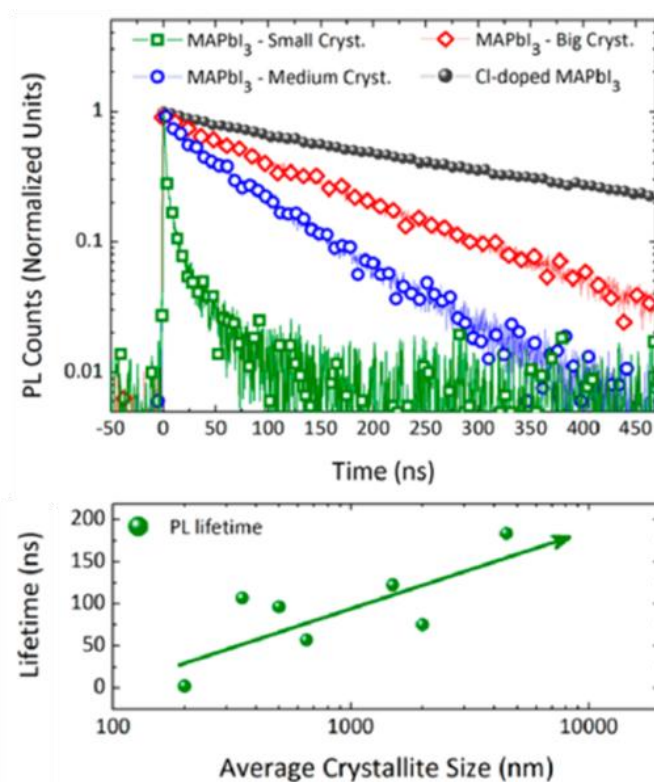 MAPbI₃ - Small Cryst. MAPbI₃ - Big Cryst.
MAPbI₃ - Medium Cryst. Cl-doped MAPbI₃
1
0.1
0.01
PL Counts (Normalized Units)
-50 0 50 100 150 200 250 300 350 400 450
Time (ns)
PL lifetime
200
150
100
50
0
Lifetime (ns)
100 1000 10000
Average Crystallite Size (nm)